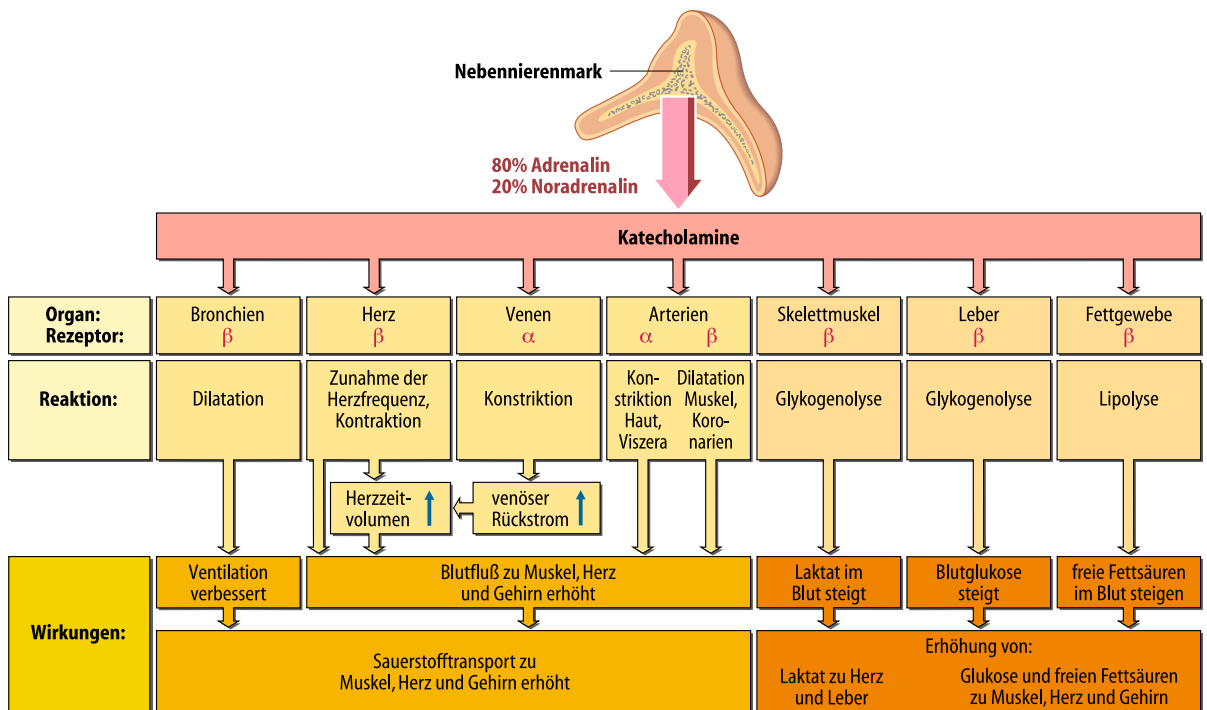 Nebennierenmark
80% Adrenalin
20% Noradrenalin
Katecholamine
Organ:
Rezeptor:
Bronchien
β
Herz
β
Venen
α
Arterien
α β
Skelettmuskel
β
Leber
β
Fettgewebe
β
Reaktion:
Dilatation
Zunahme der
Herzfrequenz,
Kontraktion
Konstriktion
Kon-
striktion
Haut,
Viszera
Dilatation
Muskel,
Koro-
narien
Glykogenolyse
Glykogenolyse
Lipolyse
Herzzeit-
volumen
venöser
Rückstrom
Wirkungen:
Ventilation
verbessert
Blutfluß zu Muskel, Herz
und Gehirn erhöht
Laktat im
Blut steigt
Blutglukose
steigt
freie Fettsäuren
im Blut steigen
Sauerstofftransport zu
Muskel, Herz und Gehirn erhöht
Erhöhung von:
Laktat zu Herz
und Leber
Glukose und freien Fettsäuren
zu Muskel, Herz und Gehirn